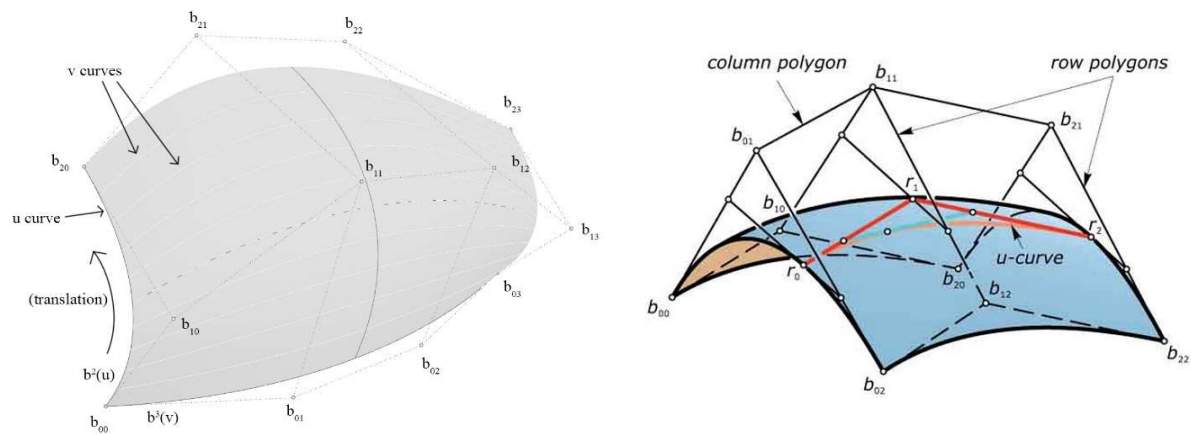 b₂₁
b₂₂
v curves
b₂₃
b₂₀
b₁₁
b₁₂
u curve
b₁₃
(translation)
b₀₃
b₁₀
b₀₂
b²(u)
b₀₀
b³(v)
b₀₁
column polygon
b₁₁
row polygons
b₀₁
b₂₁
r₁
b₁₀
r₂
u-curve
r₀
b₂₀
b₁₂
b₀₀
b₂₂
b₀₂